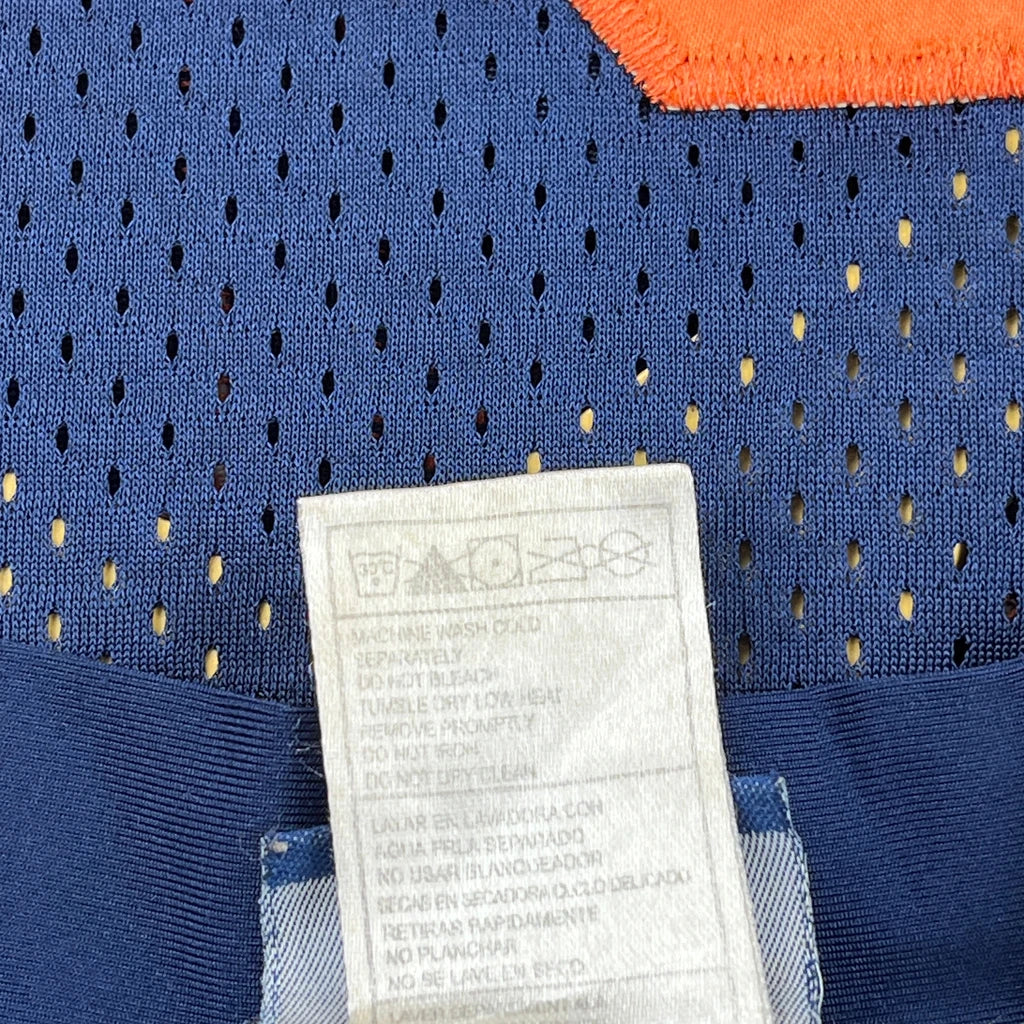 30°C
MACHINE WASH COLD
SEPARATELY
DO NOT BLEACH
TUMBLE DRY LOW HEAT
REMOVE PROMPTLY
DO NOT IRON
DO NOT DRY CLEAN
LAVAR EN LAVADORA CON
AGUA FRIA SEPARADO
NO USAR BLANQUEADOR
SECAR EN SECADORA CICLO DELICADO
RETIRAR RAPIDAMENTE
NO PLANCHAR
NO SE LAVE EN SECO
LAVER